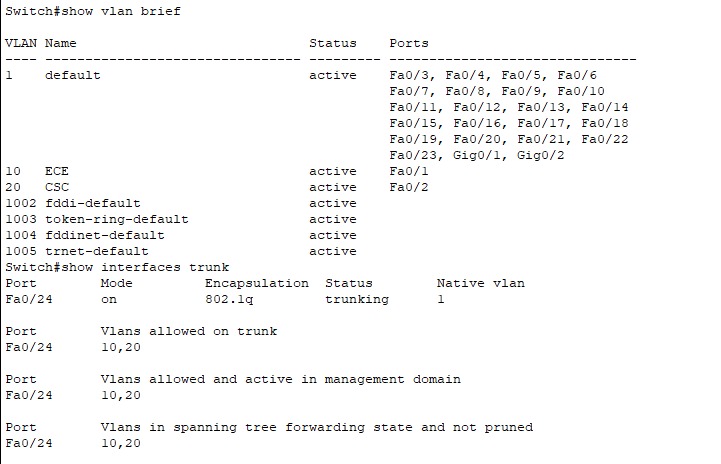 Switch#show vlan brief
VLAN Name                             Status    Ports
---- -------------------------------- --------- -------------------------------
1    default                          active    Fa0/3, Fa0/4, Fa0/5, Fa0/6
                                                Fa0/7, Fa0/8, Fa0/9, Fa0/10
                                                Fa0/11, Fa0/12, Fa0/13, Fa0/14
                                                Fa0/15, Fa0/16, Fa0/17, Fa0/18
                                                Fa0/19, Fa0/20, Fa0/21, Fa0/22
                                                Fa0/23, Gig0/1, Gig0/2
10   ECE                              active    Fa0/1
20   CSC                              active    Fa0/2
1002 fddi-default                     active
1003 token-ring-default               active
1004 fddinet-default                  active
1005 trnet-default                    active
Switch#show interfaces trunk
Port        Mode         Encapsulation  Status        Native vlan
Fa0/24      on           802.1q         trunking      1
Port        Vlans allowed on trunk
Fa0/24      10,20
Port        Vlans allowed and active in management domain
Fa0/24      10,20
Port        Vlans in spanning tree forwarding state and not pruned
Fa0/24      10,20